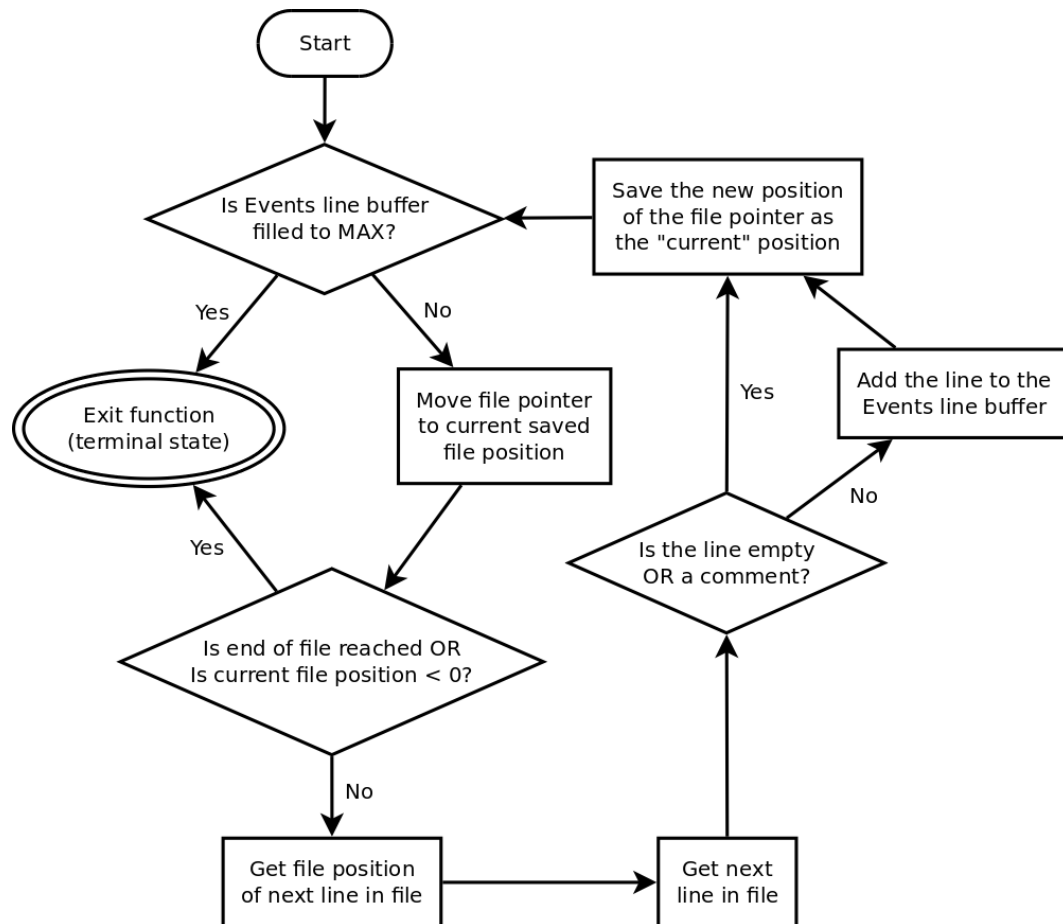 Start
Is Events line buffer
filled to MAX?
Yes
No
Exit function
(terminal state)
Move file pointer
to current saved
file position
Yes
Is end of file reached OR
Is current file position < 0?
No
Get file position
of next line in file
Get next
line in file
Is the line empty
OR a comment?
Yes
No
Add the line to the
Events line buffer
Save the new position
of the file pointer as
the "current" position